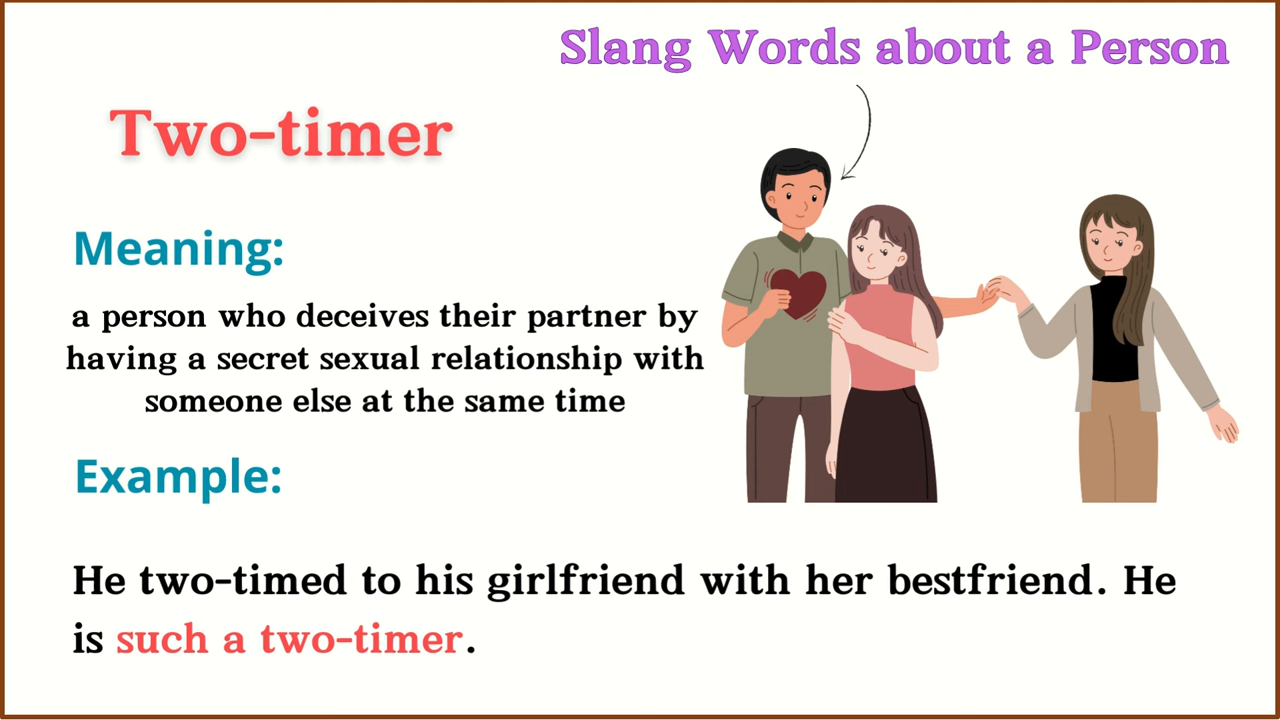 Slang Words about a Person
Two-timer
Meaning:
a person who deceives their partner by
having a secret sexual relationship with
someone else at the same time
Example:
He two-timed to his girlfriend with her bestfriend. He
is such a two-timer.